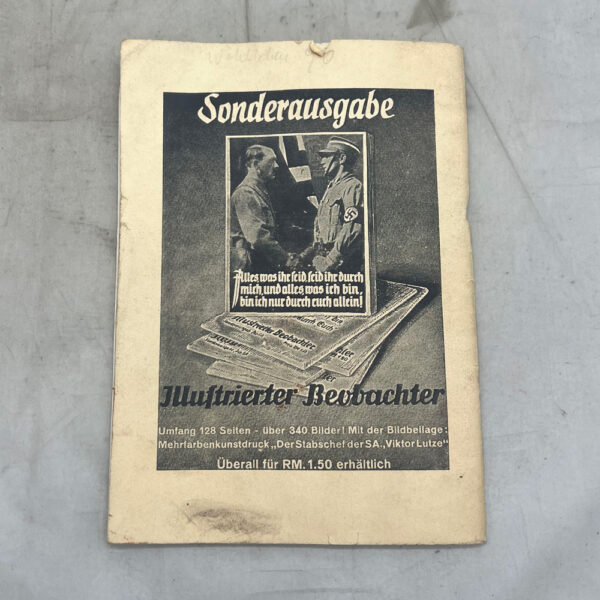 Sonderausgabe
Alles, was ihr seid, seid ihr durch
mich, und alles, was ich bin,
bin ich nur durch euch allein!
Illustrierter Beobachter
Illustrierter Beobachter
Umfang 128 Seiten - über 340 Bilder! Mit der Bildbeilage:
Mehrfarbenkunstdruck „Der Stabschef der SA., Viktor Lutze“
Überall für RM. 1.50 erhältlich